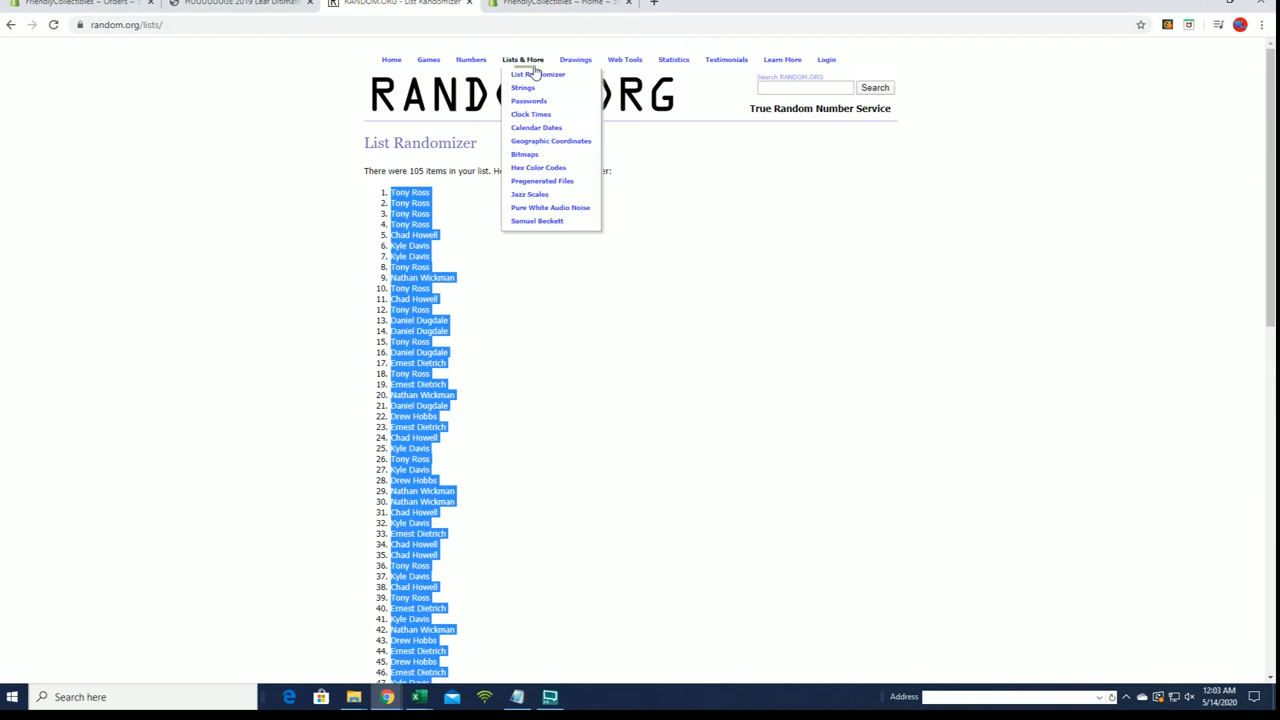 FriendlyCollectibles ~ Orders ~ S
HUUUUUUGE 2019 Leaf Ultimat
RANDOM.ORG - List Randomizer
FriendlyCollectibles ~ Home ~ S
random.org/lists/
Home Games Numbers Lists & More Drawings Web Tools Statistics Testimonials Learn More Login
List Randomizer
Strings
Passwords
Clock Times
Calendar Dates
Geographic Coordinates
Bitmaps
Hex Color Codes
Pregenerated Files
Jazz Scales
Pure White Audio Noise
Samuel Beckett
Search RANDOM.ORG
Search
True Random Number Service
List Randomizer
There were 105 items in your list. He
1. Tony Ross
2. Tony Ross
3. Tony Ross
4. Tony Ross
5. Chad Howell
6. Kyle Davis
7. Kyle Davis
8. Tony Ross
9. Nathan Wickman
10. Tony Ross
11. Chad Howell
12. Tony Ross
13. Daniel Dugdale
14. Daniel Dugdale
15. Tony Ross
16. Daniel Dugdale
17. Ernest Dietrich
18. Tony Ross
19. Ernest Dietrich
20. Nathan Wickman
21. Daniel Dugdale
22. Drew Hobbs
23. Ernest Dietrich
24. Chad Howell
25. Kyle Davis
26. Tony Ross
27. Kyle Davis
28. Drew Hobbs
29. Nathan Wickman
30. Nathan Wickman
31. Chad Howell
32. Kyle Davis
33. Ernest Dietrich
34. Chad Howell
35. Chad Howell
36. Tony Ross
37. Kyle Davis
38. Chad Howell
39. Tony Ross
40. Ernest Dietrich
41. Kyle Davis
42. Nathan Wickman
43. Drew Hobbs
44. Ernest Dietrich
45. Drew Hobbs
46. Ernest Dietrich
47. Kyle Davis
Search here
Address
12:03 AM
5/14/2020